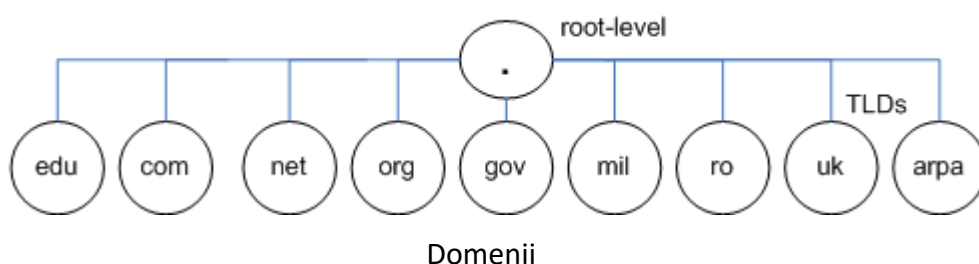 root-level
.
TLDs
edu com net org gov mil ro uk arpa
Domenii